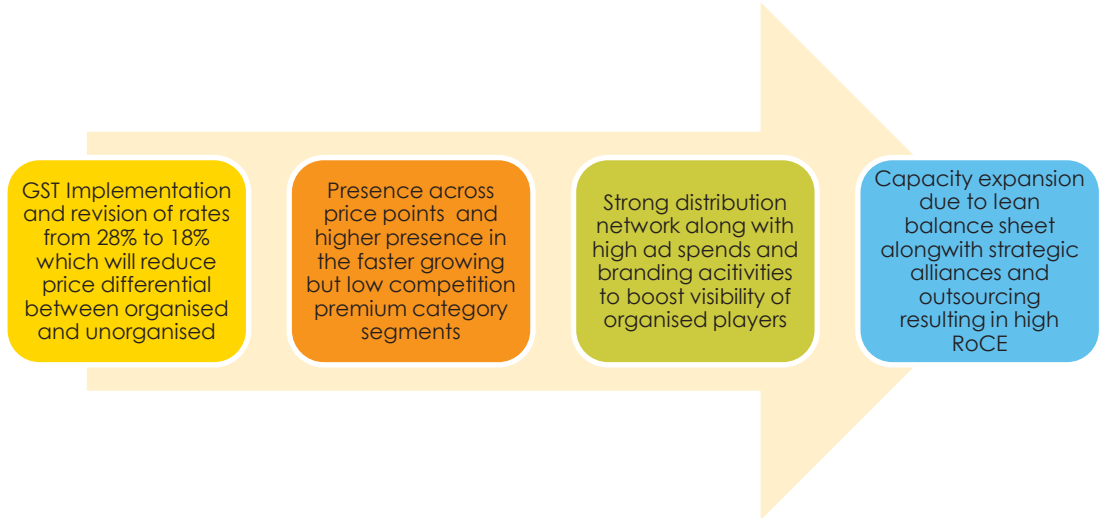 GST Implementation
and revision of rates
from 28% to 18%
which will reduce
price differential
between organised
and unorganised
Presence across
price points and
higher presence in
the faster growing
but low competition
premium category
segments
Strong distribution
network along with
high ad spends and
branding acitivities
to boost visibility of
organised players
Capacity expansion
due to lean
balance sheet
alongwith strategic
alliances and
outsourcing
resulting in high
RoCE